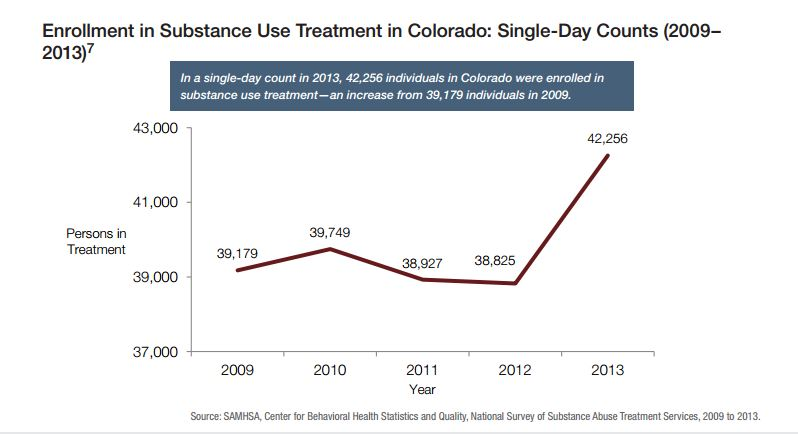 Enrollment in Substance Use Treatment in Colorado: Single-Day Counts (2009–
2013)7
In a single-day count in 2013, 42,256 individuals in Colorado were enrolled in
substance use treatment—an increase from 39,179 individuals in 2009.
43,000
42,256
41,000
Persons in
Treatment
39,749
39,179
38,927
38,825
39,000
37,000
2009 2010 2011 2012 2013
Year
Source: SAMHSA, Center for Behavioral Health Statistics and Quality, National Survey of Substance Abuse Treatment Services, 2009 to 2013.